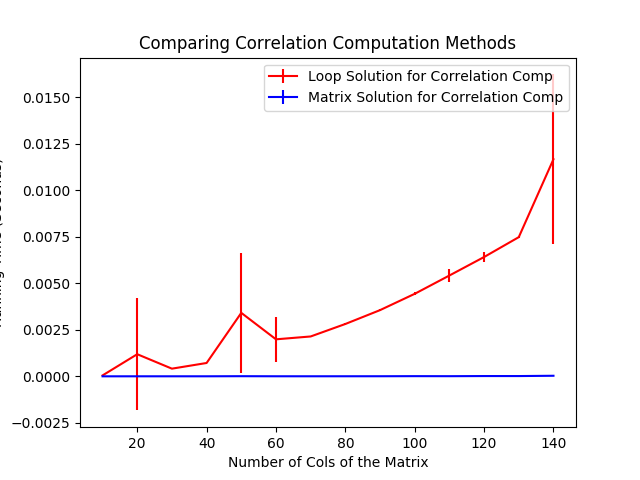 Comparing Correlation Computation Methods
Loop Solution for Correlation Comp
Matrix Solution for Correlation Comp
0.0150
0.0125
0.0100
0.0075
0.0050
0.0025
0.0000
−0.0025
20 40 60 80 100 120 140
Number of Cols of the Matrix